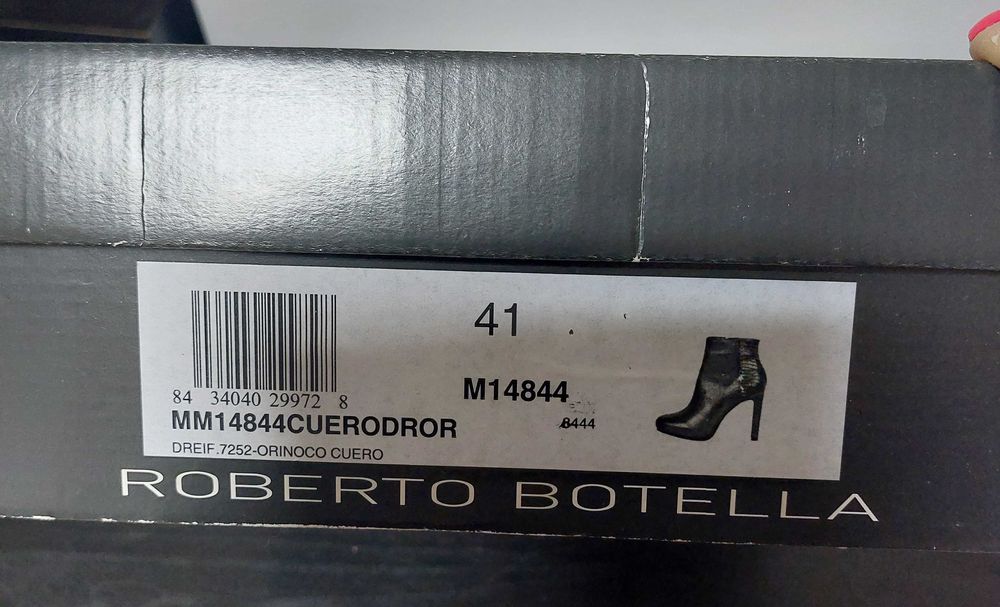 41
M14844
8444
84 34040 29972 8
MM14844CUERODROR
DREIF.7252-ORINOCO CUERO
ROBERTO BOTELLA